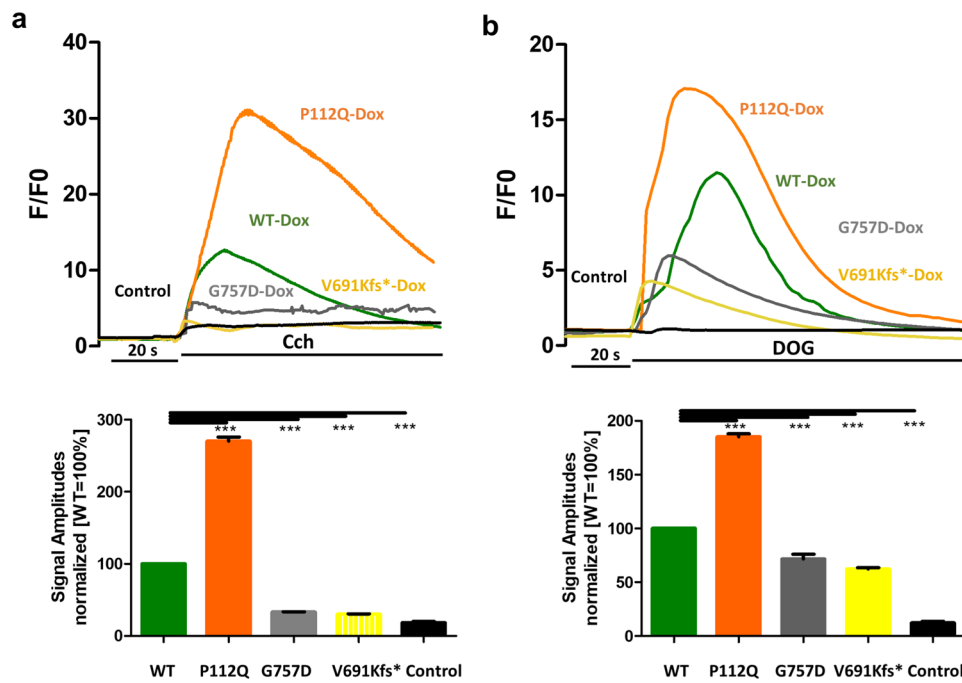 a
40
30
20
10
0
F/F0
P112Q-Dox
WT-Dox
V691Kfs*-Dox
G757D-Dox
Control
20 s
Cch
b
20
15
10
5
0
F/F0
P112Q-Dox
WT-Dox
G757D-Dox
V691Kfs*-Dox
Control
20 s
DOG
Signal Amplitudes
normalized [WT=100%]
300
200
100
0
*** *** *** ***
WT P112Q G757D V691Kfs* Control
Signal Amplitudes
normalized [WT=100%]
200
150
100
50
0
*** *** *** ***
WT P112Q G757D V691Kfs* Control